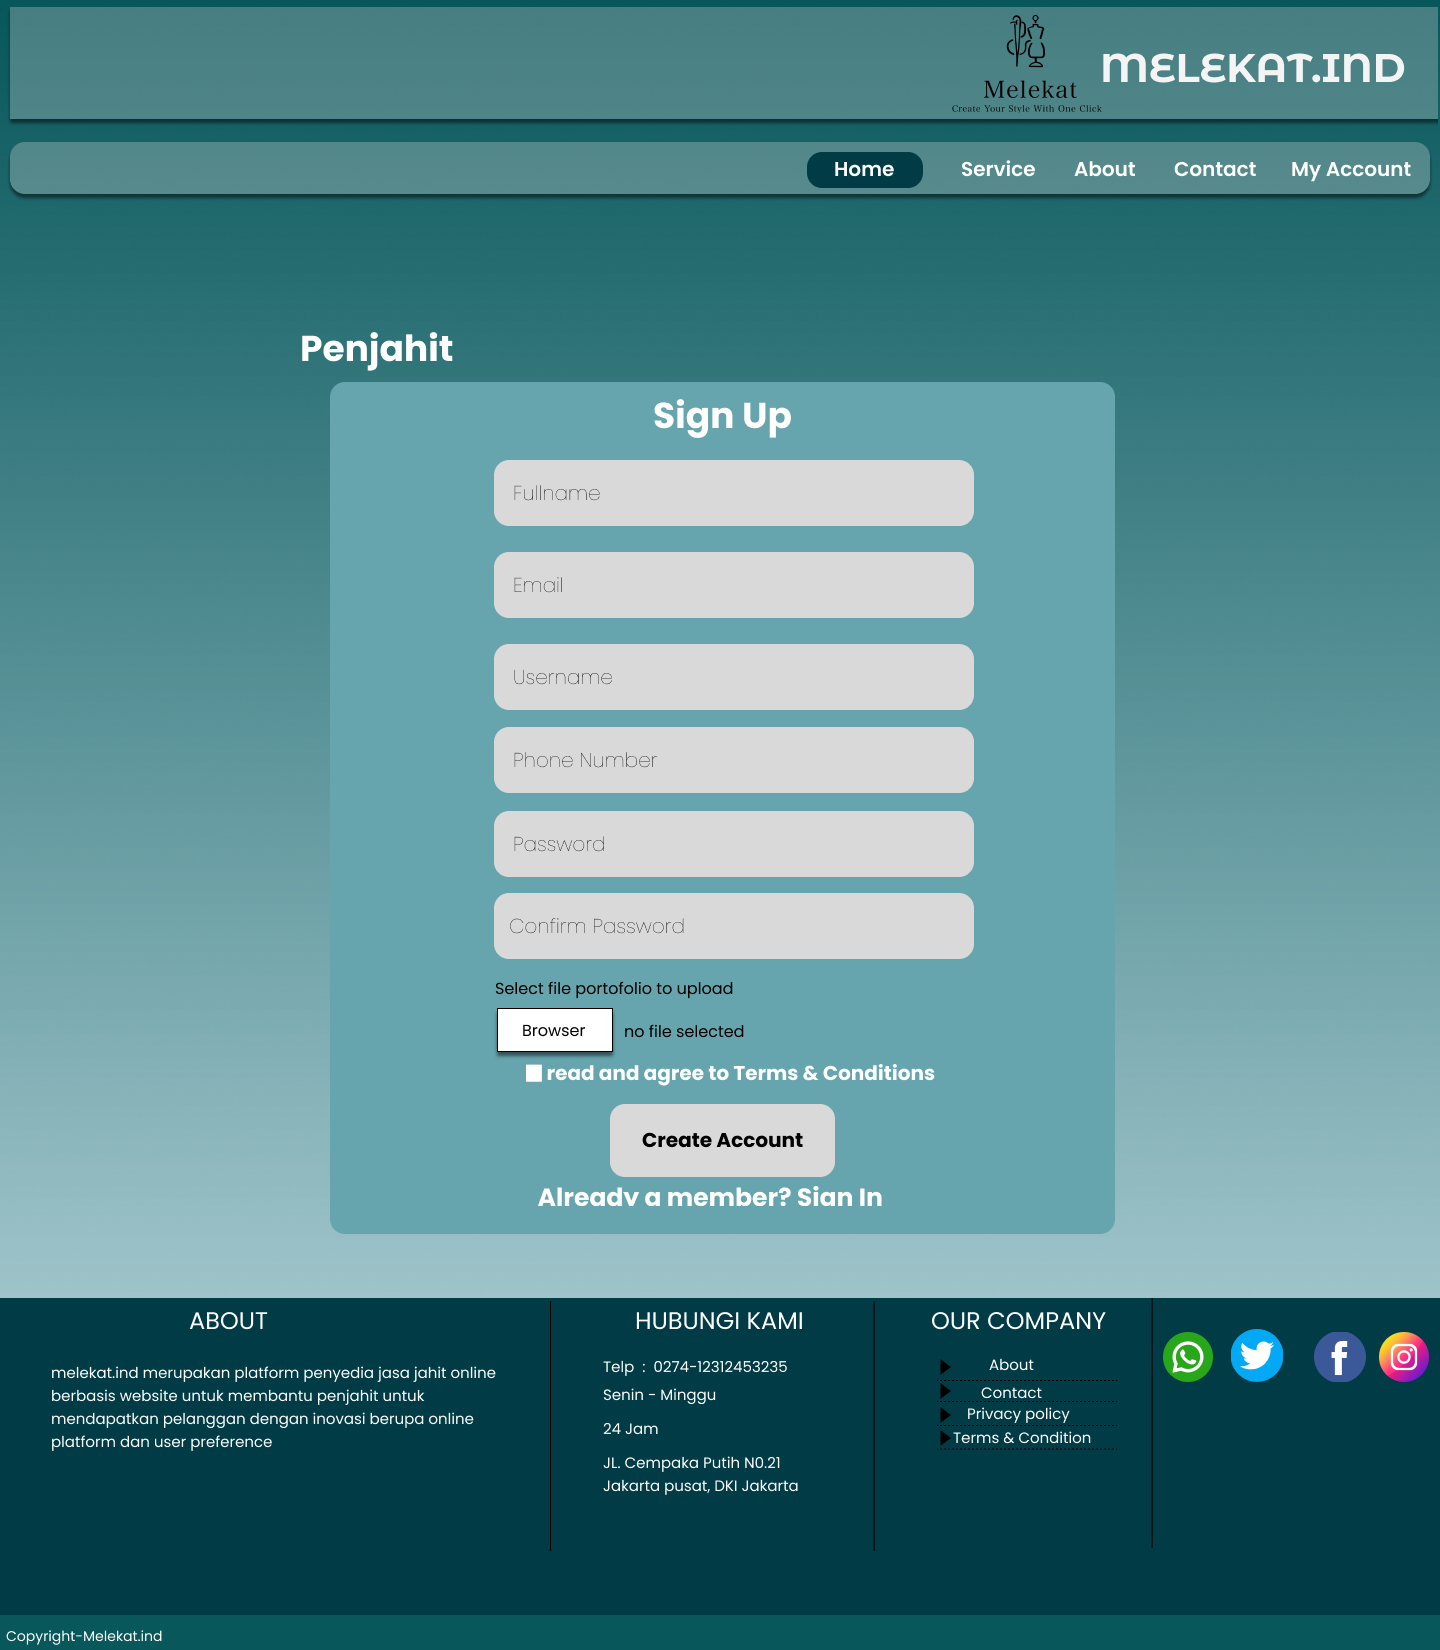 Melekat
Create Your Style With One Click
MELEKAT.IND
Home
Service
About
Contact
My Account
Penjahit
Sign Up
Fullname
Email
Username
Phone Number
Password
Confirm Password
Select file portofolio to upload
Browser
no file selected
read and agree to Terms & Conditions
Create Account
Already a member? Sign In
ABOUT
melekat.ind merupakan platform penyedia jasa jahit online
berbasis website untuk membantu penjahit untuk
mendapatkan pelanggan dengan inovasi berupa online
platform dan user preference
HUBUNGI KAMI
Telp : 0274-12312453235
Senin - Minggu
24 Jam
JL. Cempaka Putih N0.21
Jakarta pusat, DKI Jakarta
OUR COMPANY
About
Contact
Privacy policy
Terms & Condition
Copyright-Melekat.ind